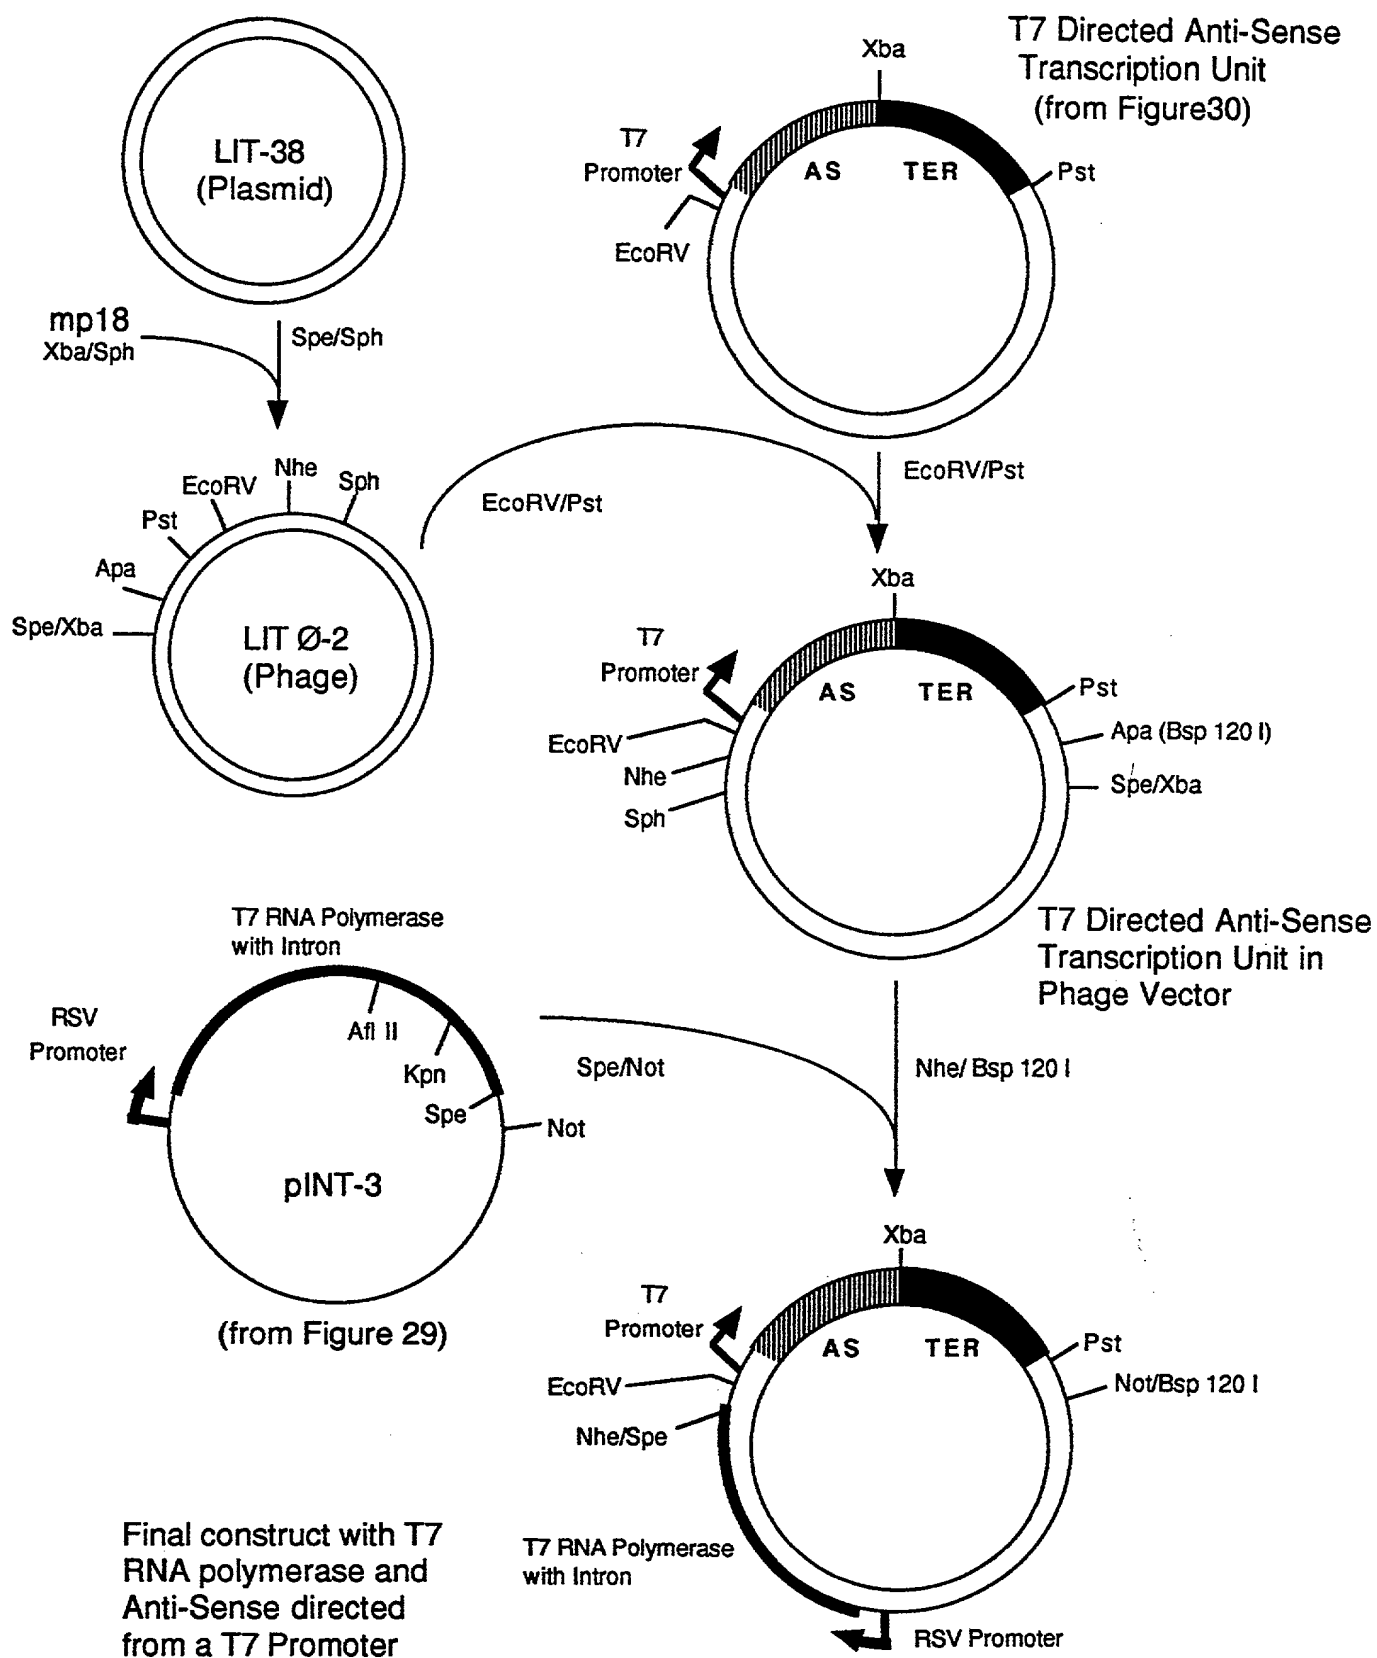 LIT-38
(Plasmid)
mp18
Xba/Sph
Spe/Sph
T7 Directed Anti-Sense
Transcription Unit
(from Figure30)
Xba
T7
Promoter
AS
TER
Pst
EcoRV
EcoRV/Pst
EcoRV/Pst
Nhe
Sph
EcoRV
Pst
Apa
Spe/Xba
LIT Ø-2
(Phage)
Xba
T7
Promoter
AS
TER
Pst
Apa (Bsp 120 I)
Spe/Xba
EcoRV
Nhe
Sph
T7 Directed Anti-Sense
Transcription Unit in
Phage Vector
T7 RNA Polymerase
with Intron
RSV
Promoter
Afl II
Kpn
Spe
Not
pINT-3
(from Figure 29)
Spe/Not
Nhe/ Bsp 120 I
Xba
T7
Promoter
AS
TER
Pst
Not/Bsp 120 I
EcoRV
Nhe/Spe
T7 RNA Polymerase
with Intron
RSV Promoter
Final construct with T7
RNA polymerase and
Anti-Sense directed
from a T7 Promoter